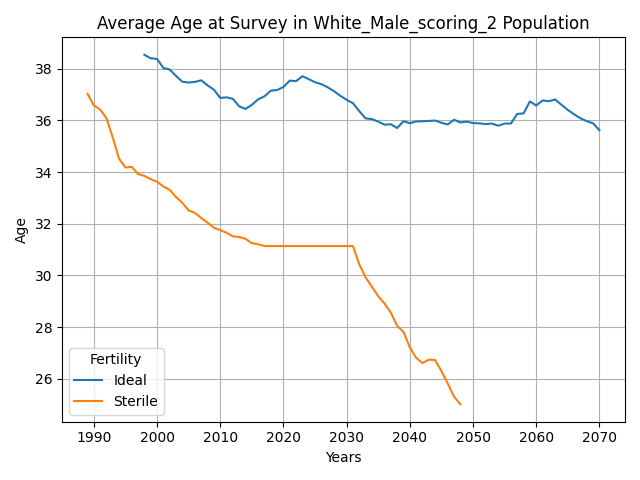 Average Age at Survey in White_Male_scoring_2 Population
Age
38
36
34
32
30
28
26
Fertility
Ideal
Sterile
1990 2000 2010 2020 2030 2040 2050 2060 2070
Years